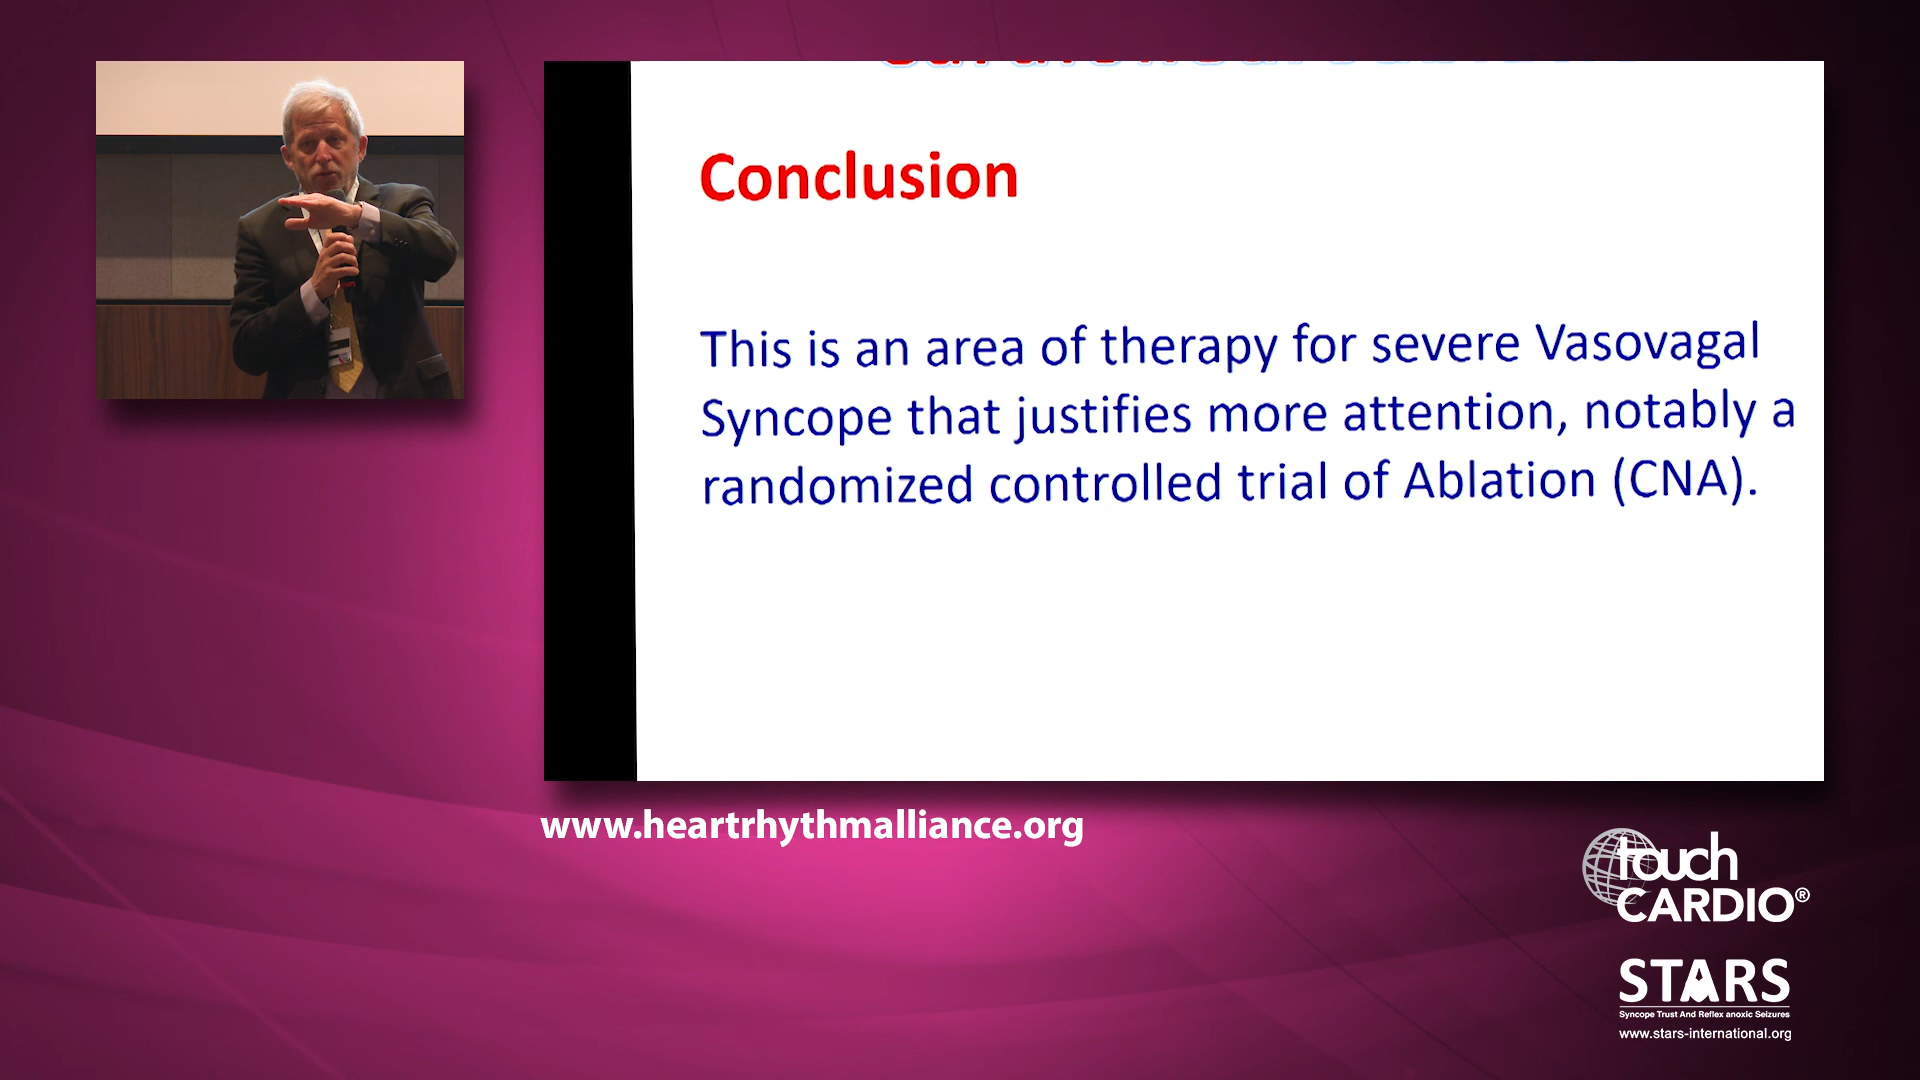 Conclusion
This is an area of therapy for severe Vasovagal
Syncope that justifies more attention, notably a
randomized controlled trial of Ablation (CNA).
www.heartrhythmalliance.org
touch
CARDIO®
STARS
Syncope Trust And Reflex anoxic Seizures
www.stars-international.org